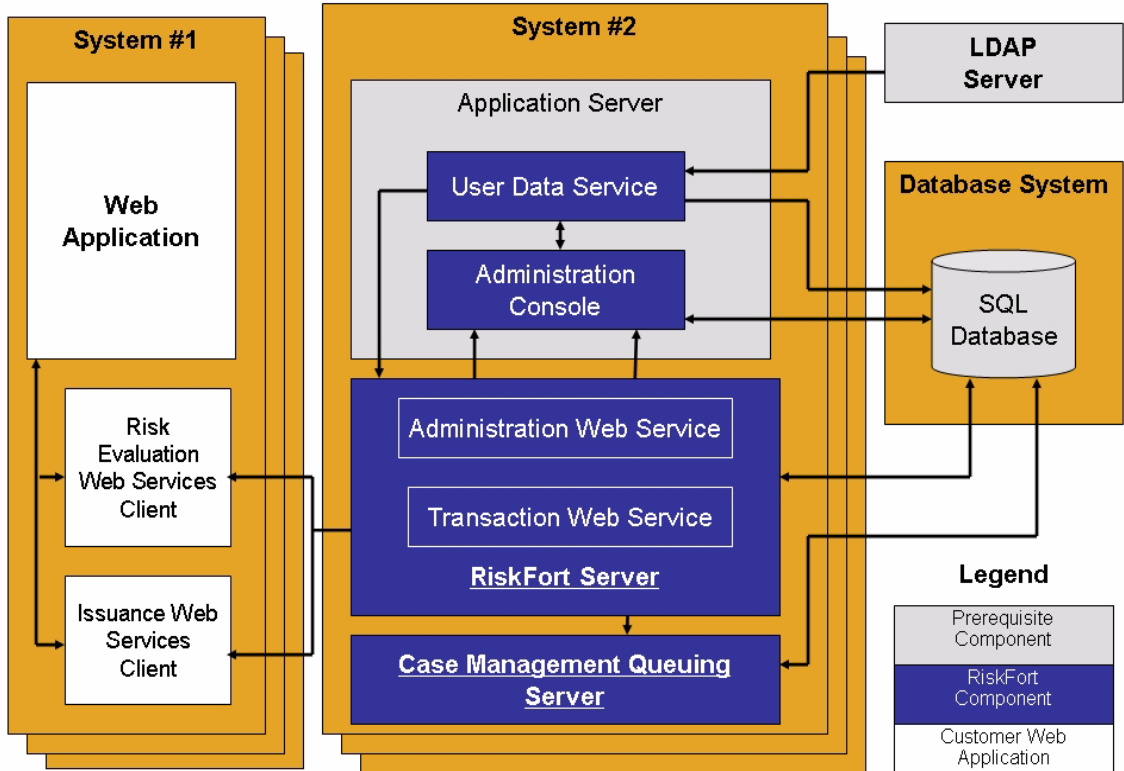 System #1
Web
Application
Risk
Evaluation
Web Services
Client
Issuance Web
Services
Client
System #2
Application Server
User Data Service
Administration
Console
Administration Web Service
Transaction Web Service
RiskFort Server
Case Management Queuing
Server
LDAP
Server
Database System
SQL
Database
Legend
Prerequisite
Component
RiskFort
Component
Customer Web
Application